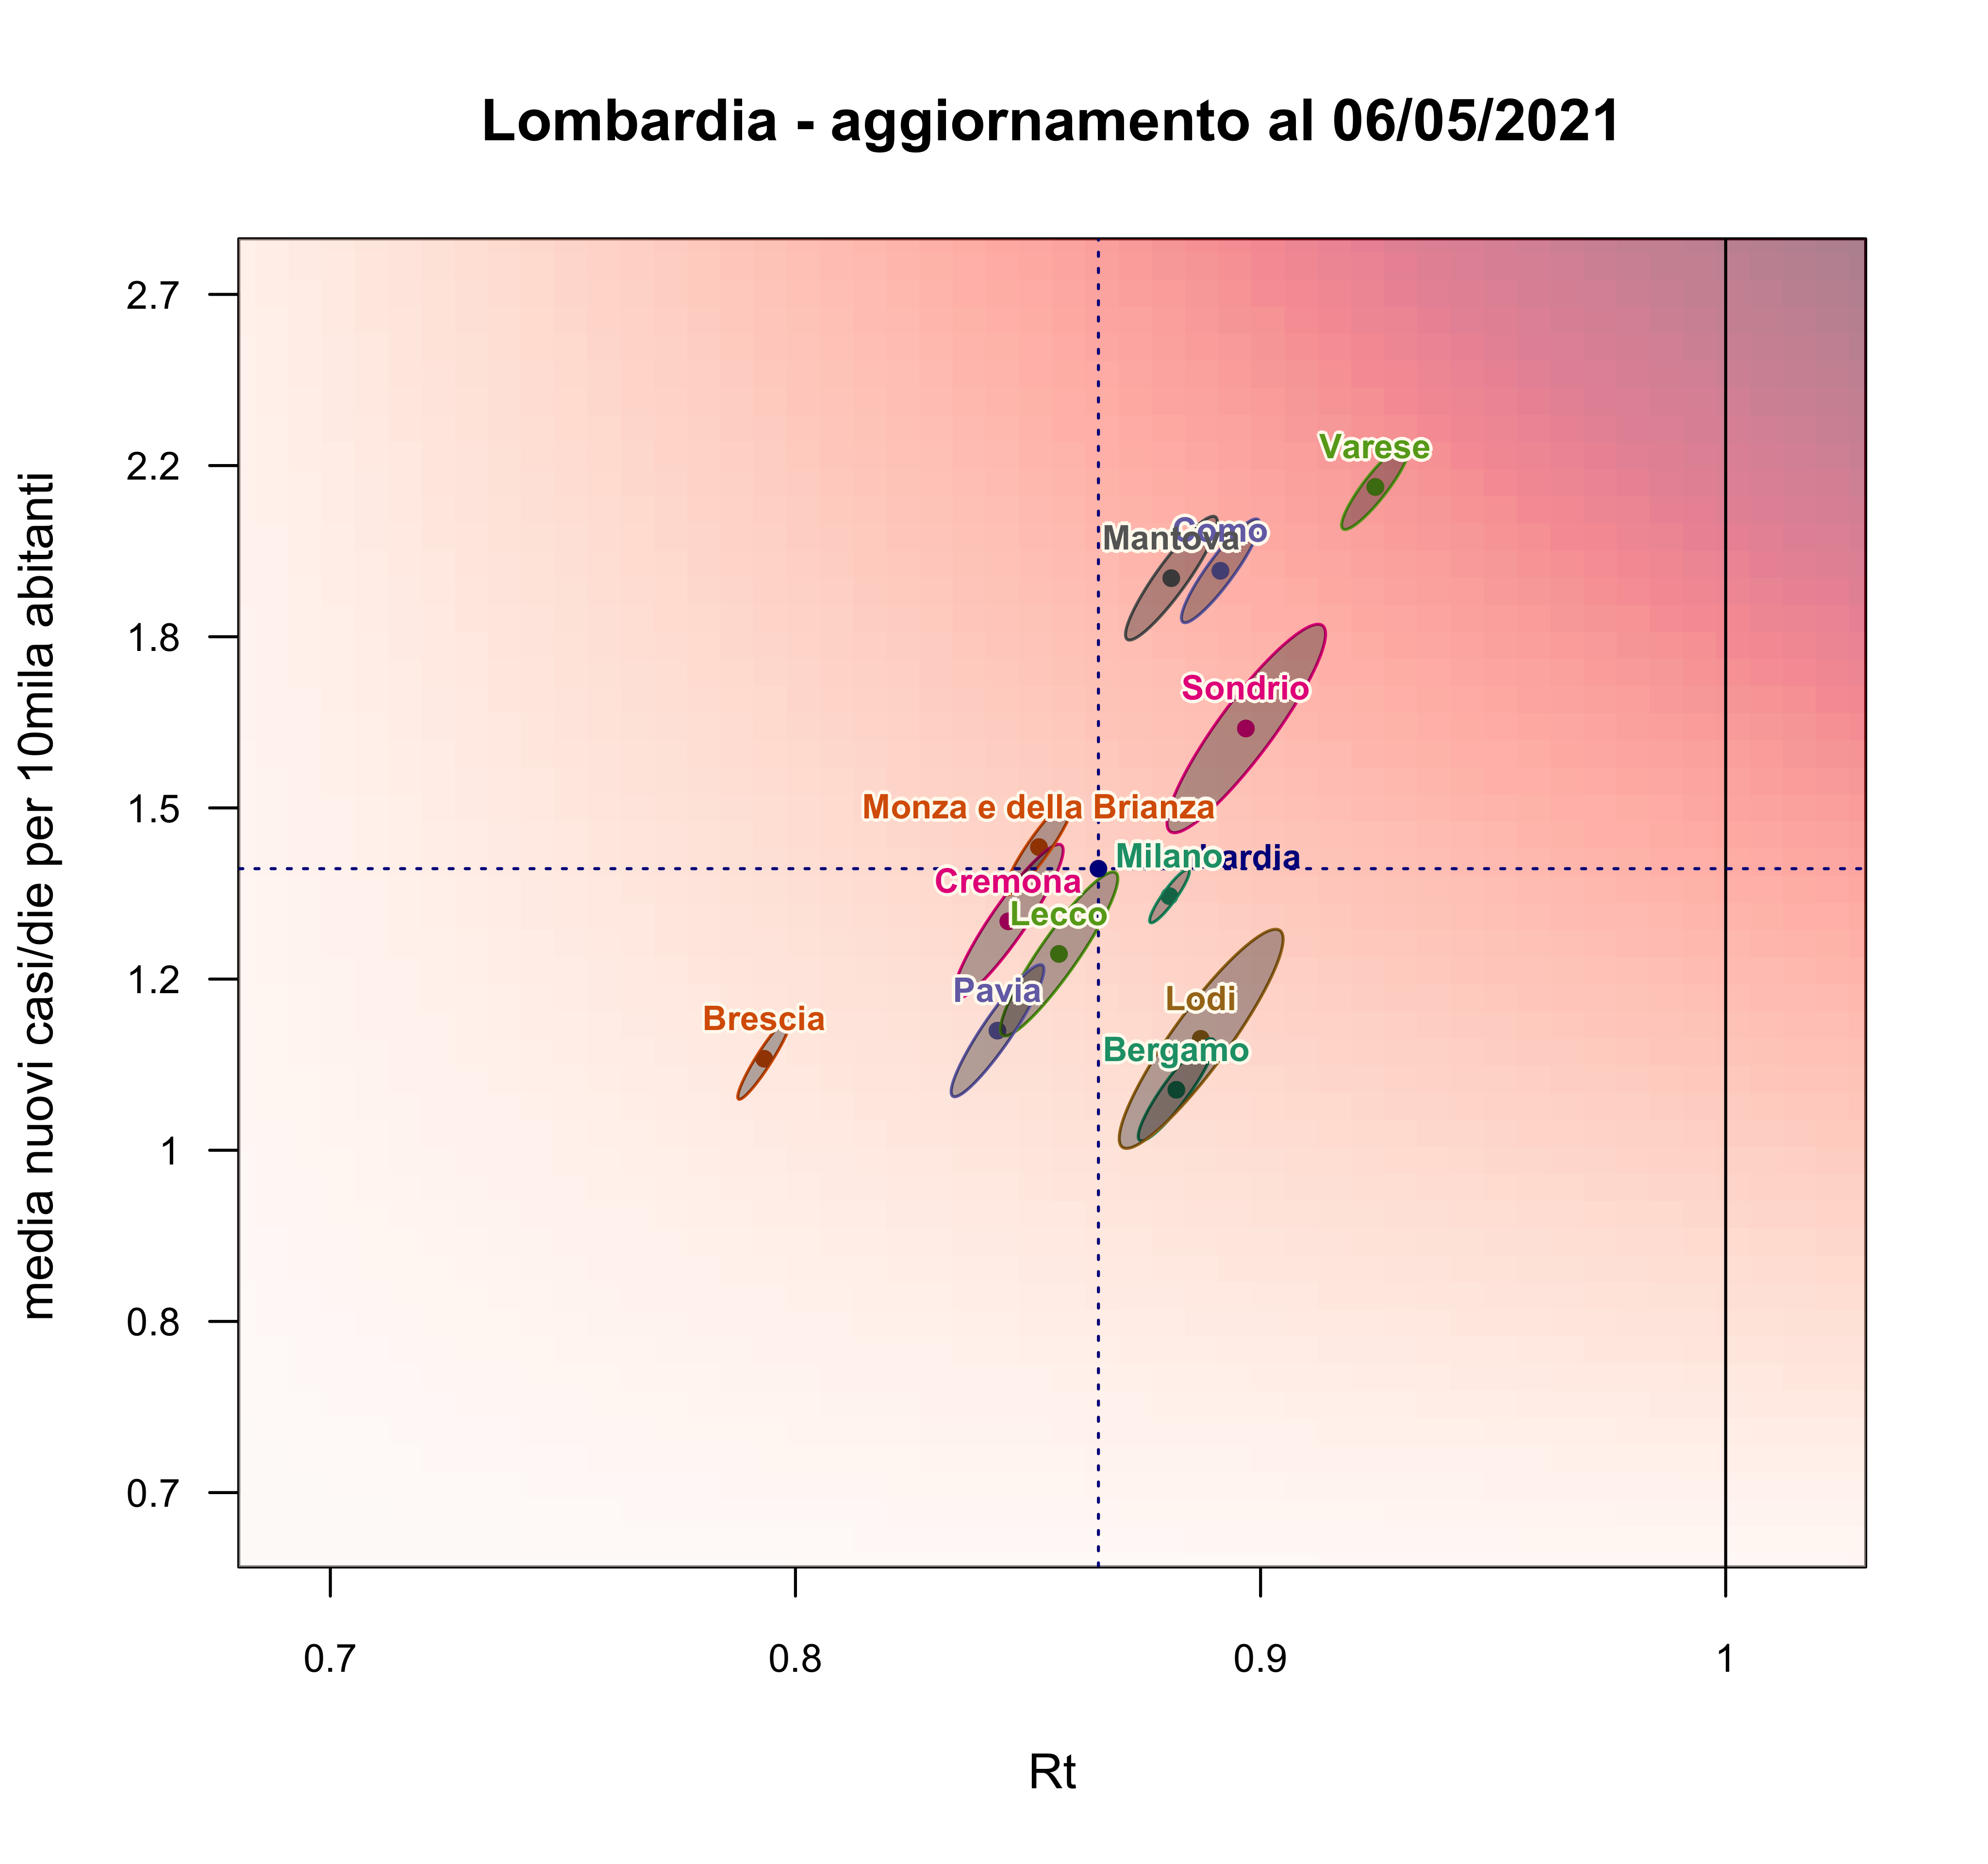 Lombardia - aggiornamento al 06/05/2021
media nuovi casi/die per 10mila abitanti
2.7
2.2
1.8
1.5
1.2
1
0.8
0.7
Varese
Como
Mantova
Sondrio
Monza e della Brianza
Milano
Cremona
Lecco
Pavia
Lodi
Brescia
Bergamo
0.7 0.8 0.9 1
Rt